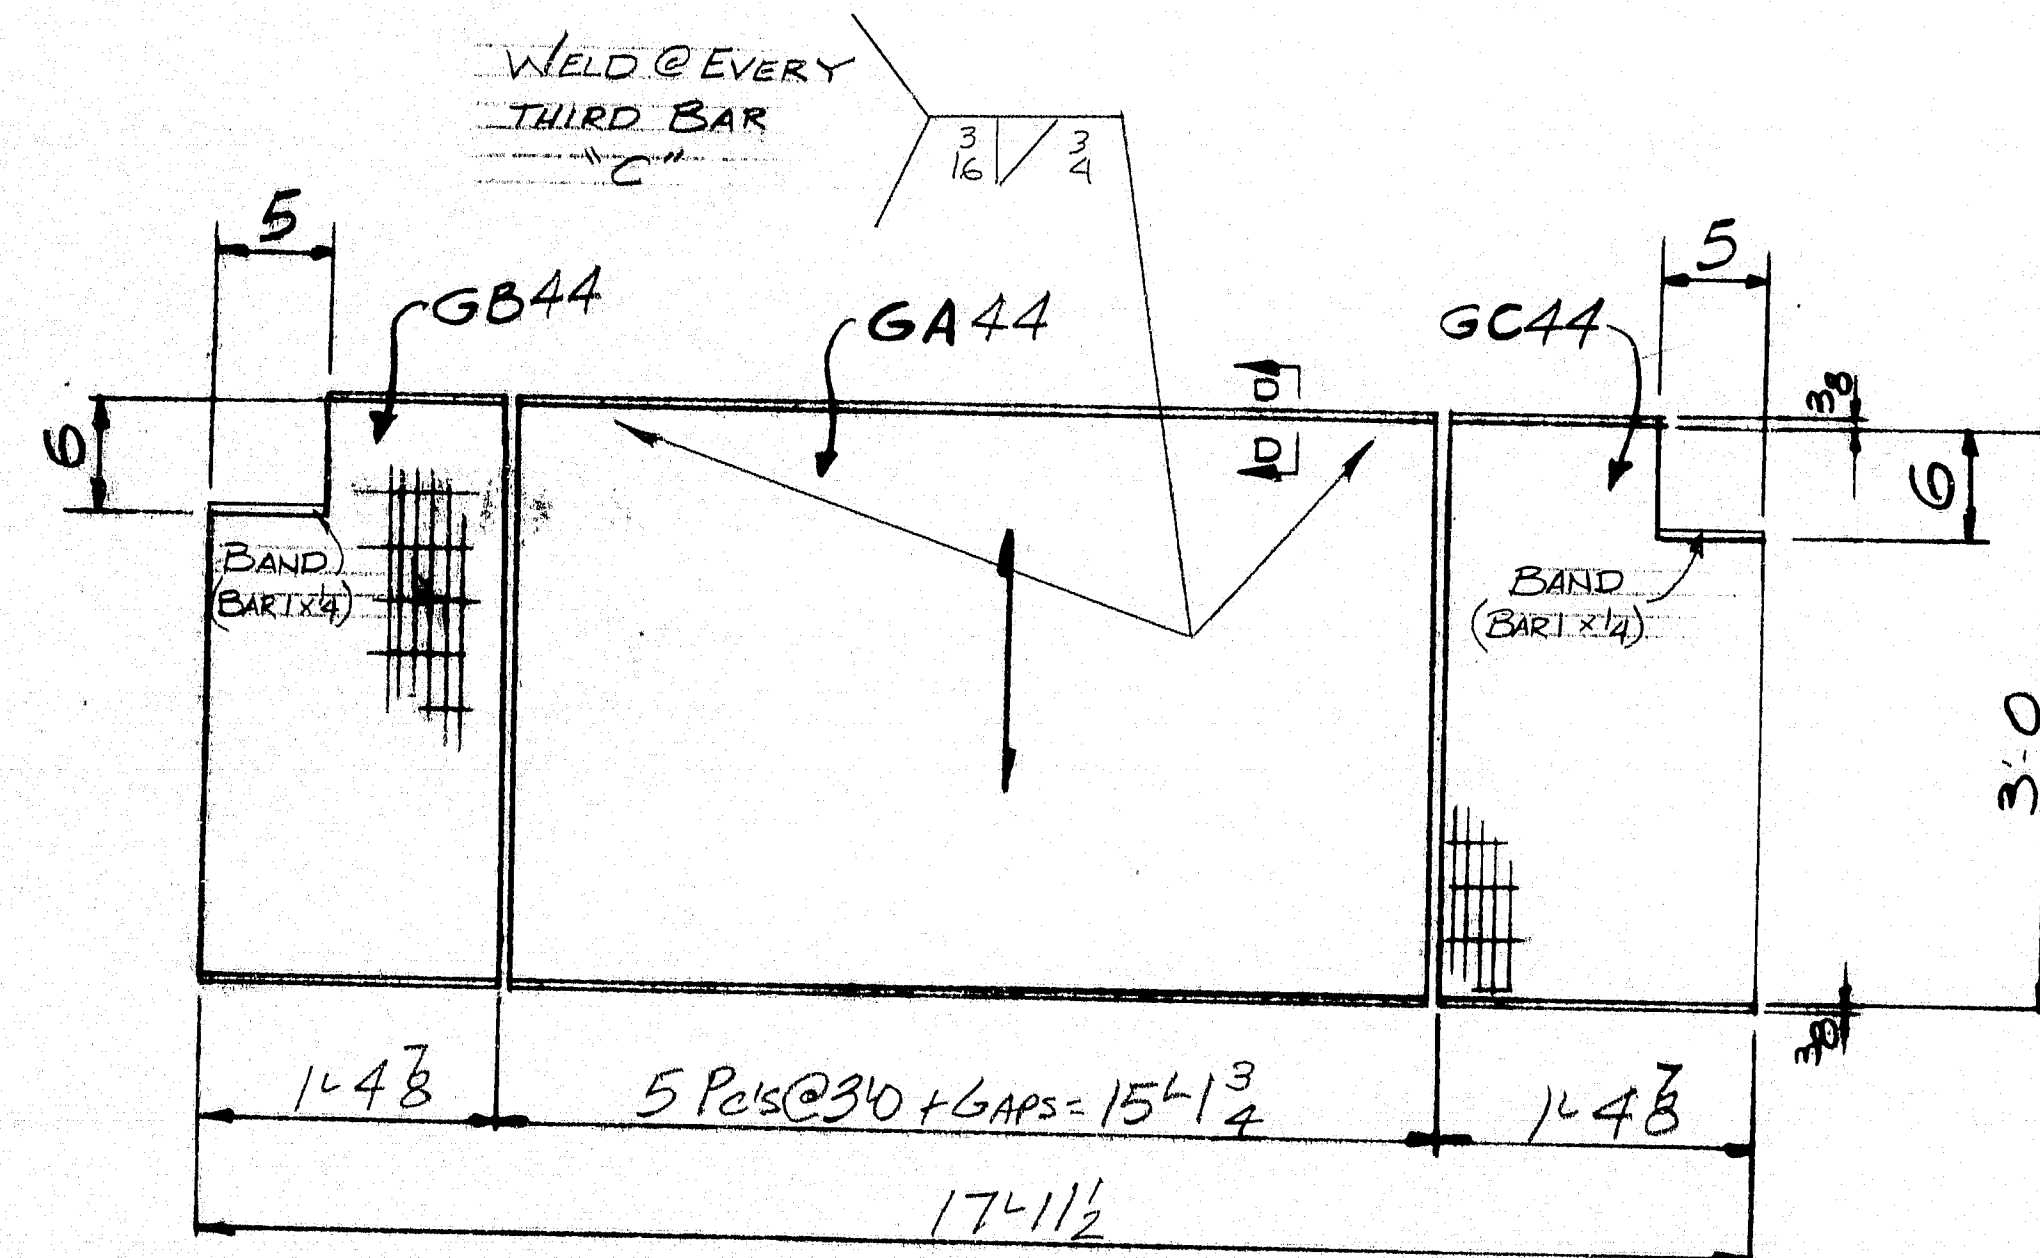 WELD @ EVERY
THIRD BAR
"C"
3/16 3/4
5
5
GB44
GA44
GC44
D
D
3/8
6
6
BAND
(BAR 1 x 1/4)
BAND
(BAR 1 x 1/4)
3'-0
3/8
1'-4 7/8
5 Pc's @ 3'-0 + GAPS = 15'-1 3/4
1'-4 7/8
17'-11 1/2